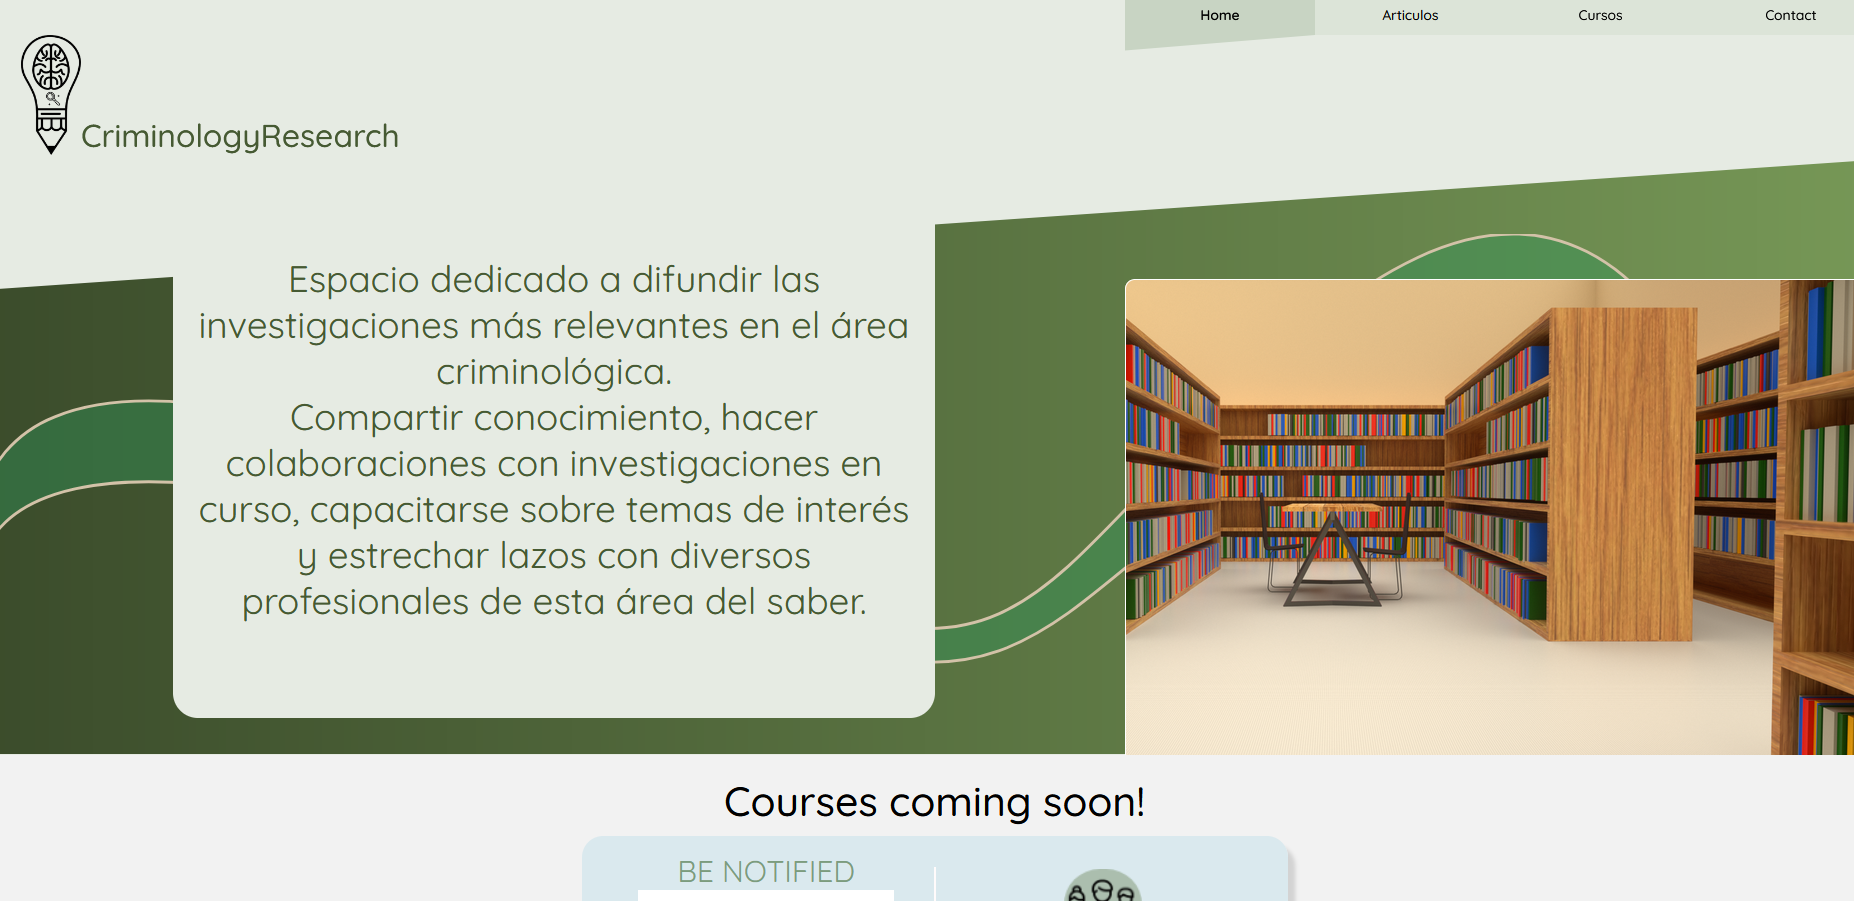 Home
Articulos
Cursos
Contact
CriminologyResearch
Espacio dedicado a difundir las
investigaciones más relevantes en el área
criminológica.
Compartir conocimiento, hacer
colaboraciones con investigaciones en
curso, capacitarse sobre temas de interés
y estrechar lazos con diversos
profesionales de esta área del saber.
Courses coming soon!
BE NOTIFIED